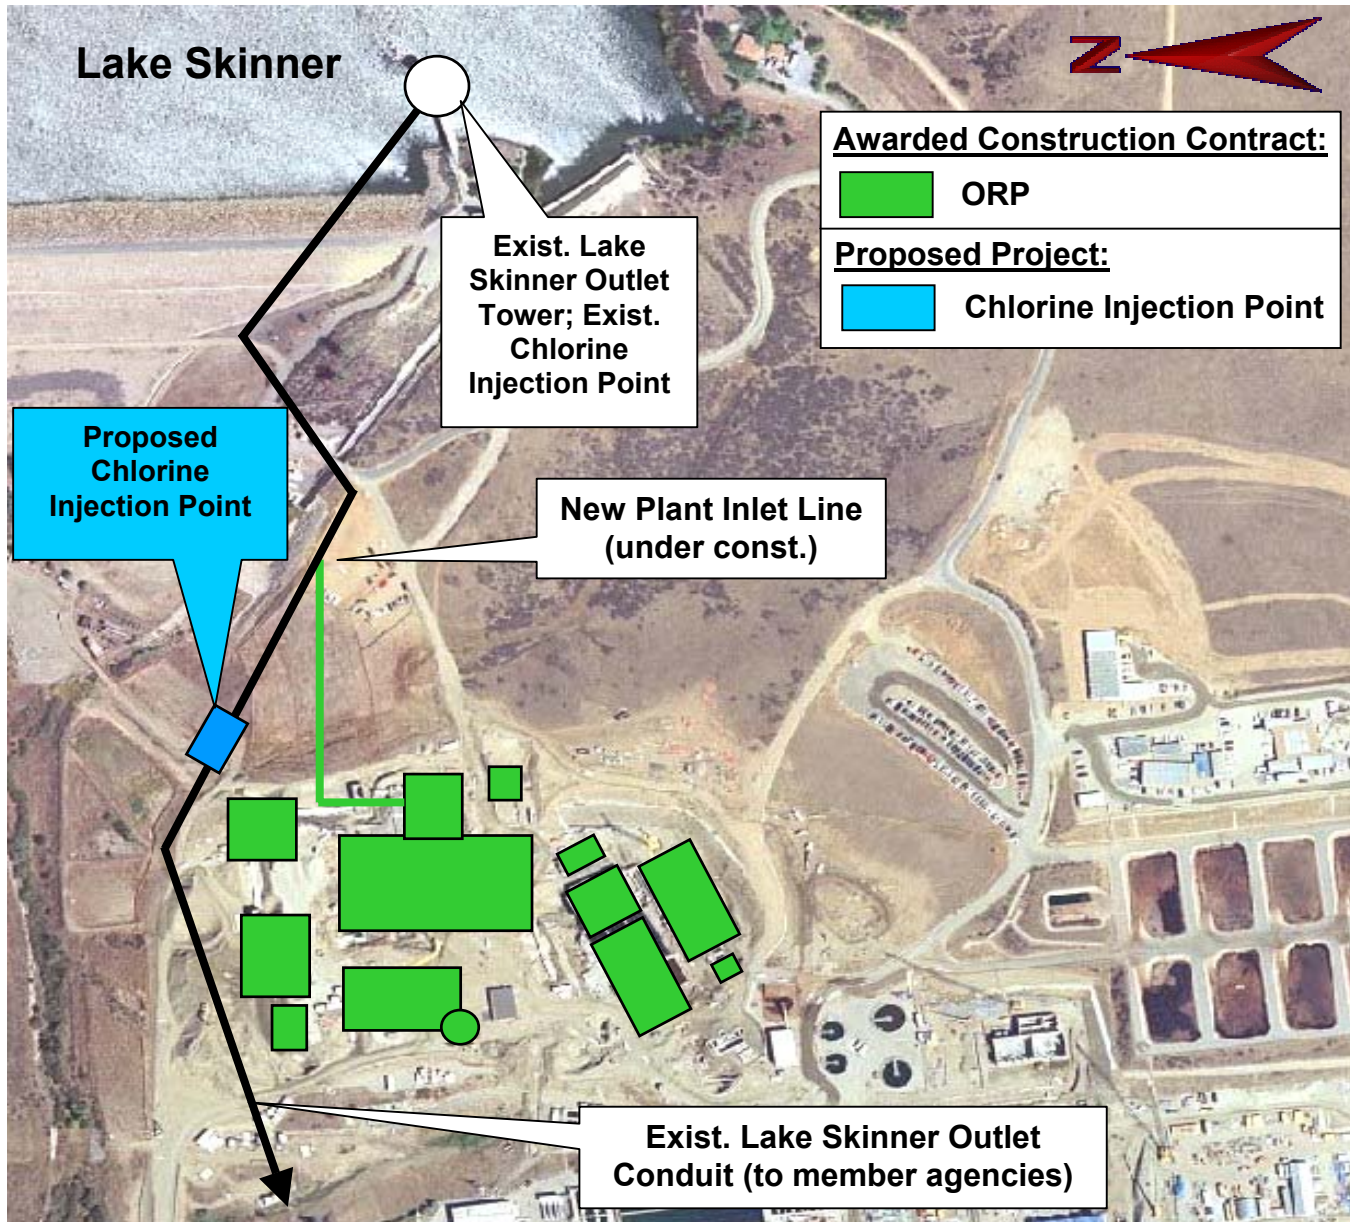 Lake Skinner
N
Awarded Construction Contract:
ORP
Proposed Project:
Chlorine Injection Point
Exist. Lake
Skinner Outlet
Tower; Exist.
Chlorine
Injection Point
Proposed
Chlorine
Injection Point
New Plant Inlet Line
(under const.)
Exist. Lake Skinner Outlet
Conduit (to member agencies)